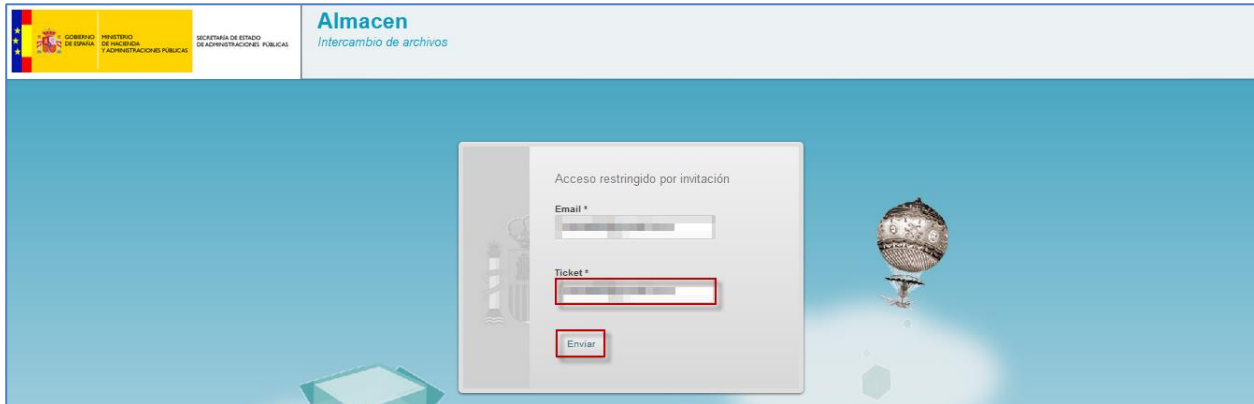 GOBIERNO
DE ESPAÑA
MINISTERIO
DE HACIENDA
Y ADMINISTRACIONES PÚBLICAS
SECRETARÍA DE ESTADO
DE ADMINISTRACIONES PÚBLICAS
Almacen
Intercambio de archivos
Acceso restringido por invitación
Email *
Ticket *
Enviar